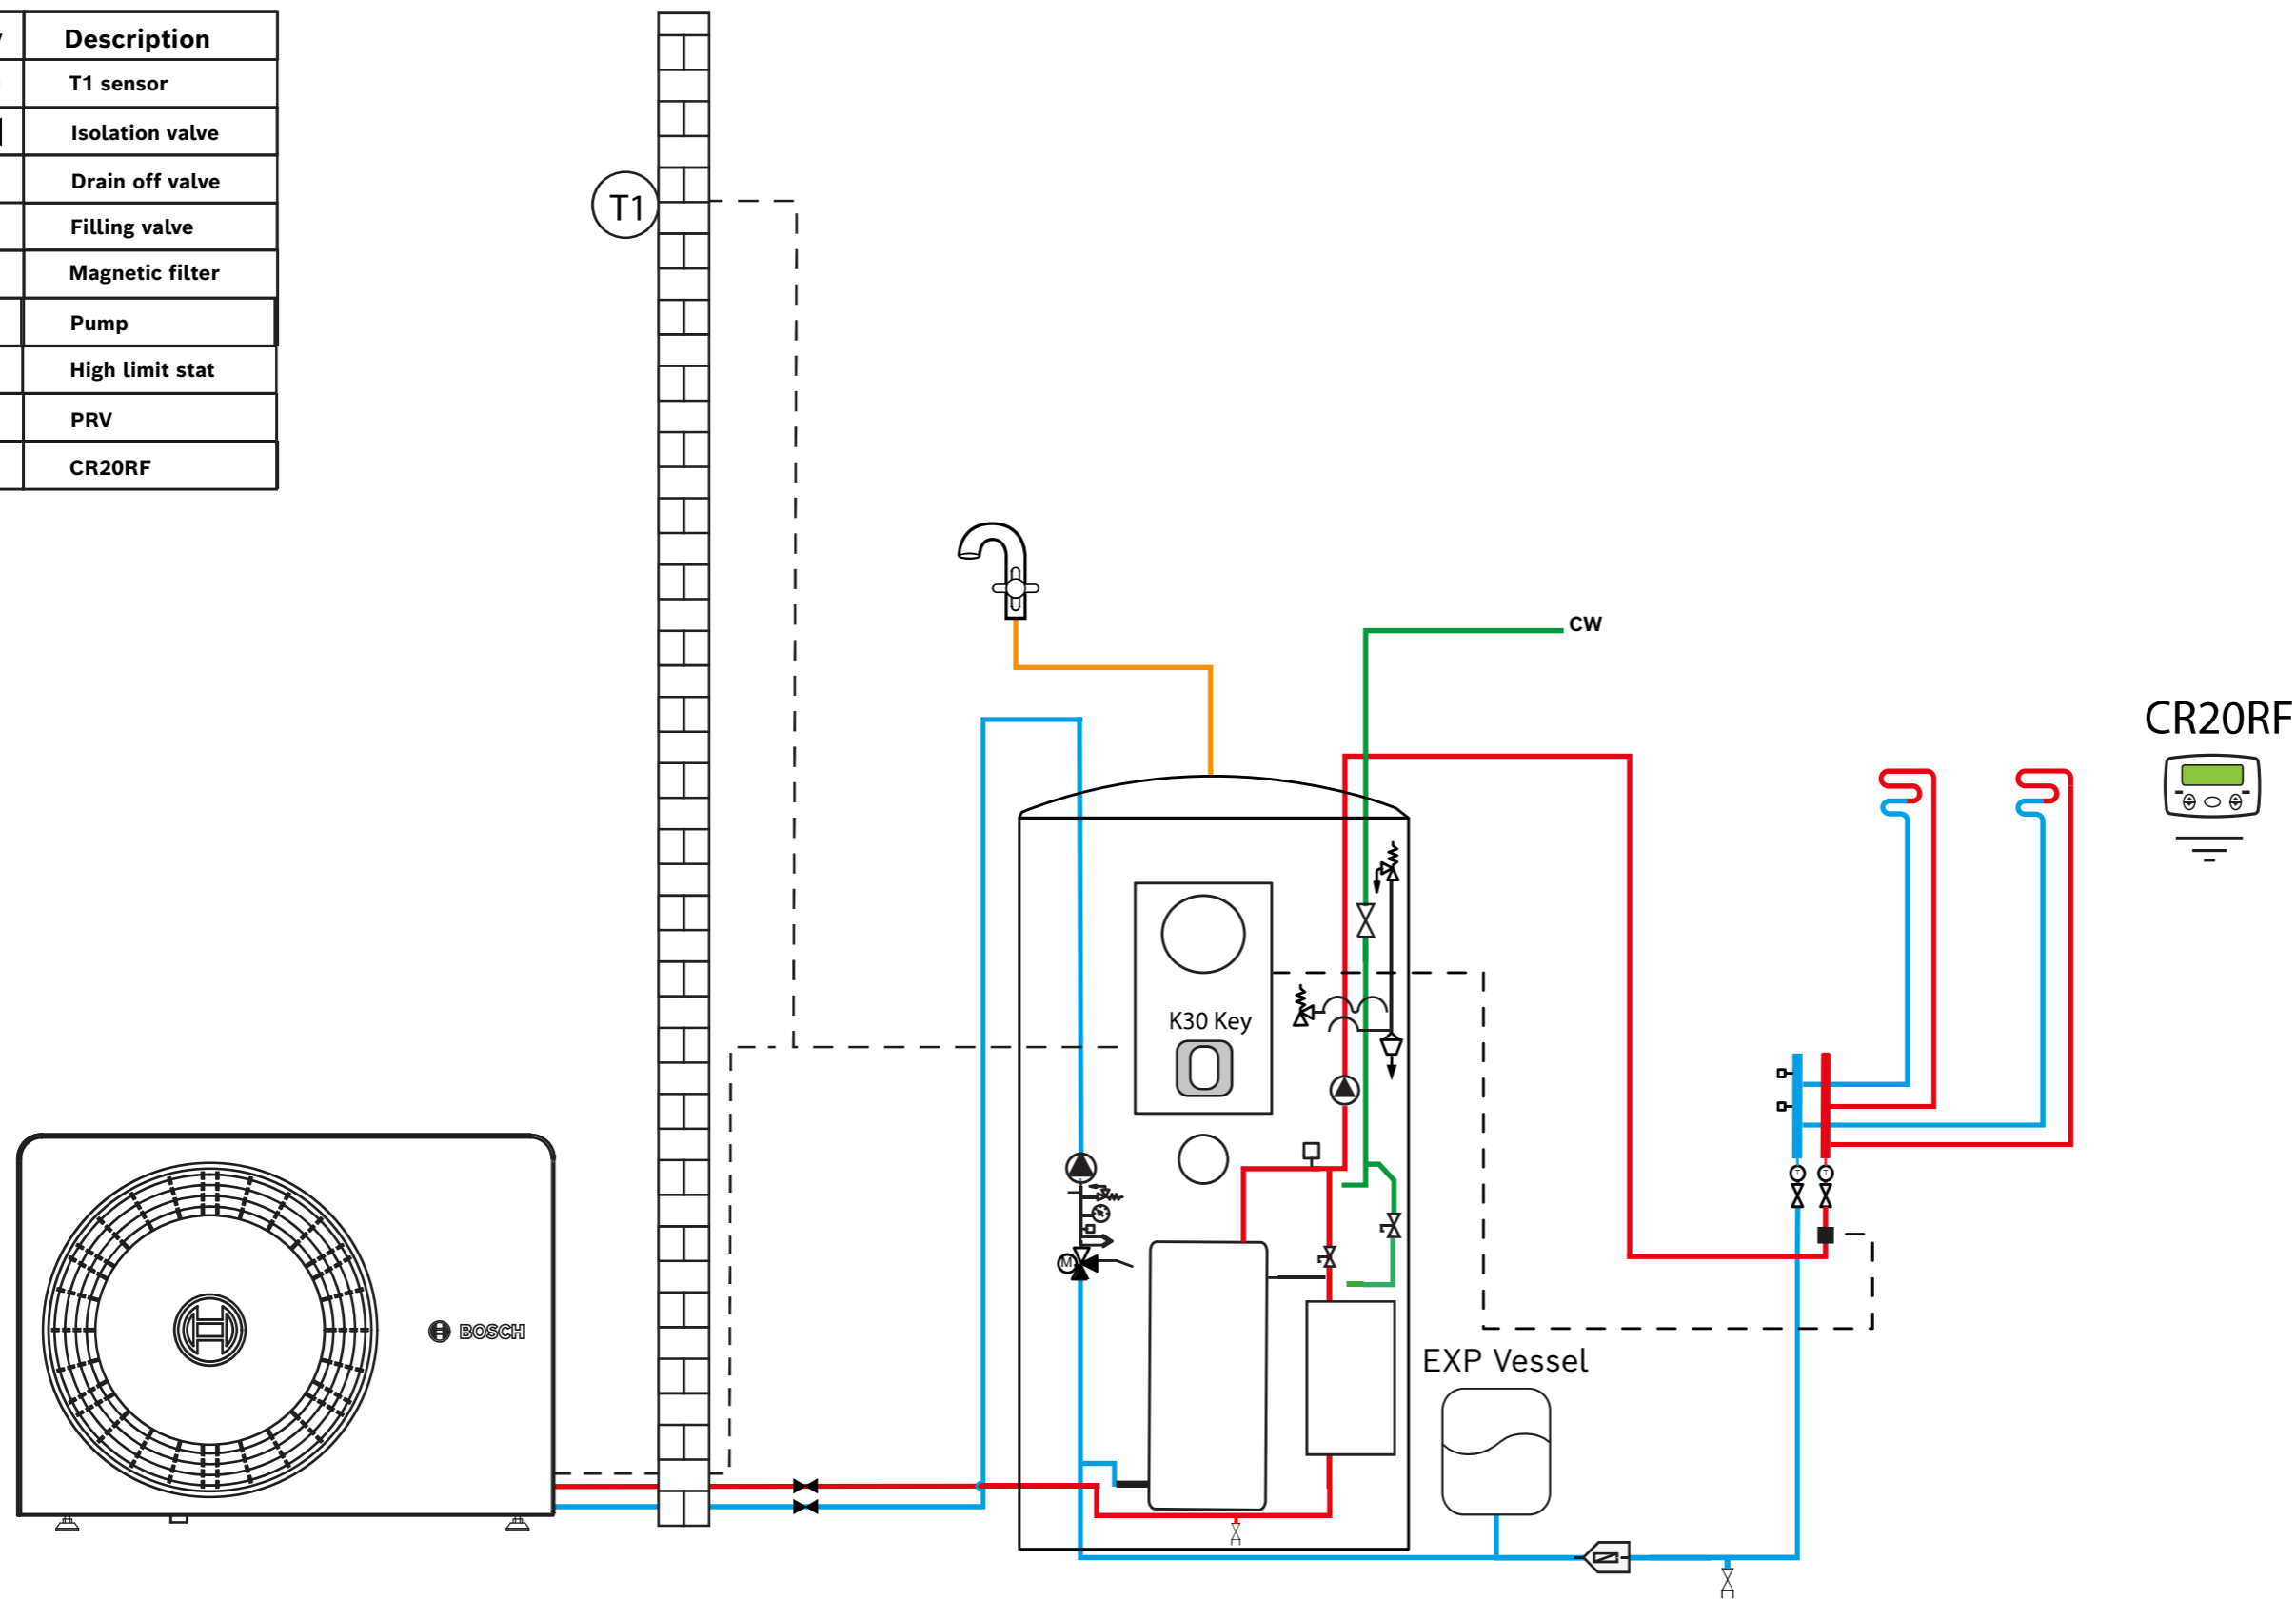 Description
T1 sensor
Isolation valve
Drain off valve
Filling valve
Magnetic filter
Pump
High limit stat
PRV
CR20RF
T1
CW
CR20RF
K30 Key
M
T
T
BOSCH
EXP Vessel